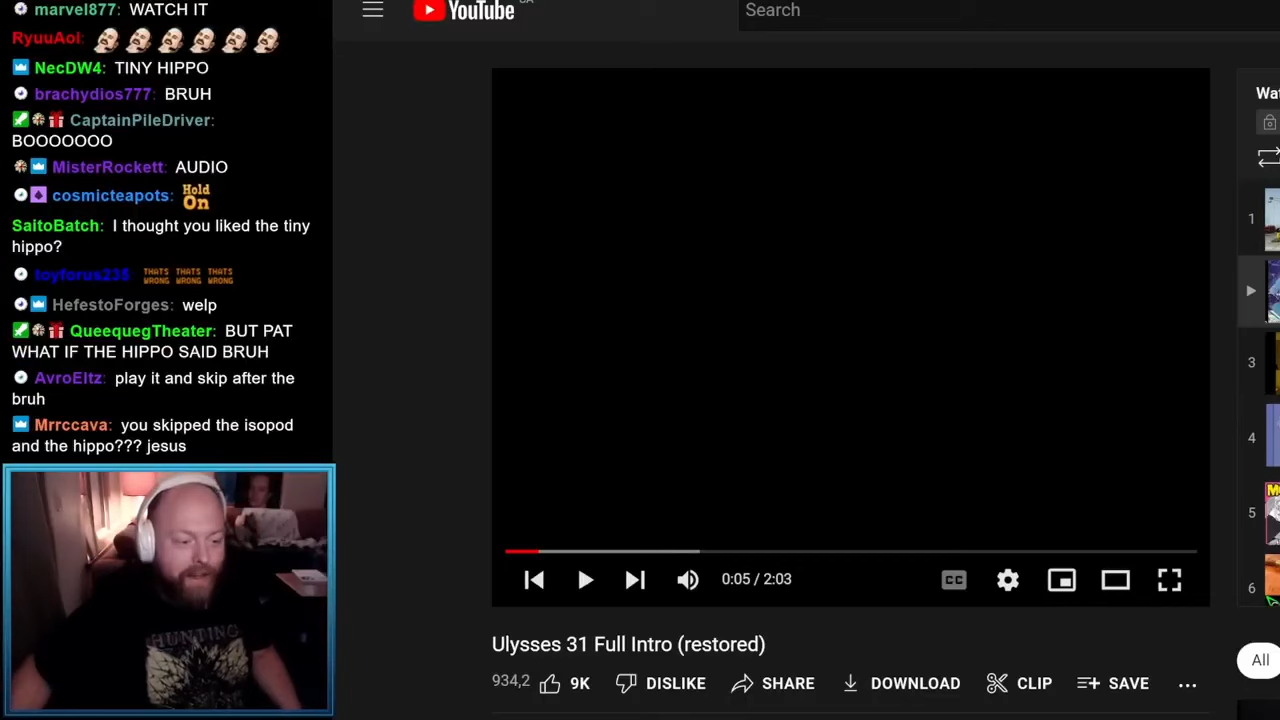 marvel877: WATCH IT
RyuuAoi:
NecDW4: TINY HIPPO
brachydios777: BRUH
CaptainPileDriver:
BOOOOOOO
MisterRockett: AUDIO
cosmicteapots: Hold On
SaitoBatch: I thought you liked the tiny
hippo?
toyforus235 THATS WRONG THATS WRONG THATS WRONG
HefestoForges: welp
QueequegTheater: BUT PAT
WHAT IF THE HIPPO SAID BRUH
AvroEltz: play it and skip after the
bruh
Mrrccava: you skipped the isopod
and the hippo??? jesus
HUNTING
YouTube
Search
0:05 / 2:03
CC
Ulysses 31 Full Intro (restored)
934,2 9K DISLIKE SHARE DOWNLOAD CLIP SAVE ...
Wat
1
3
4
5
6
All